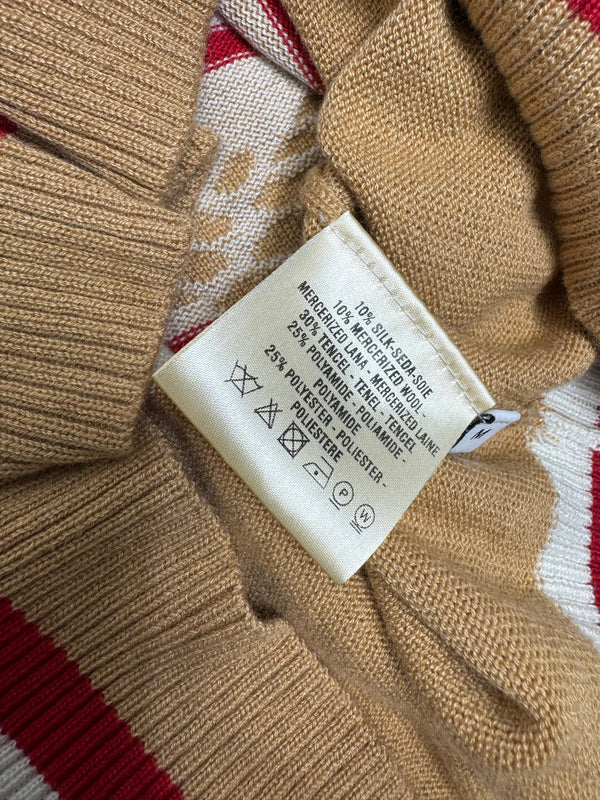 10% SILK-SEDA-SOIE
10% MERCERIZED WOOL -
MERCERIZED LANA - MERCERIZED LAINE
30% TENCEL - TENEL - TENCEL
25% POLYAMIDE - POLIAMIDE -
POLYAMIDE
25% POLYESTER - POLIESTER -
POLIESTERE
P W
M